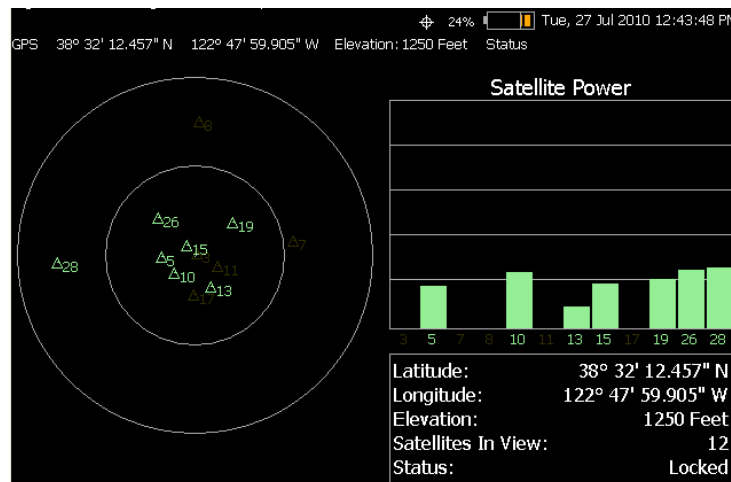 24% Tue, 27 Jul 2010 12:43:48 PM
GPS 38° 32' 12.457" N 122° 47' 59.905" W Elevation: 1250 Feet Status
Satellite Power
8
26
19
7
15
5
3
28
11
10
13
17
3 5 7 8 10 11 13 15 17 19 26 28
Latitude: 38° 32' 12.457" N
Longitude: 122° 47' 59.905" W
Elevation: 1250 Feet
Satellites In View: 12
Status: Locked